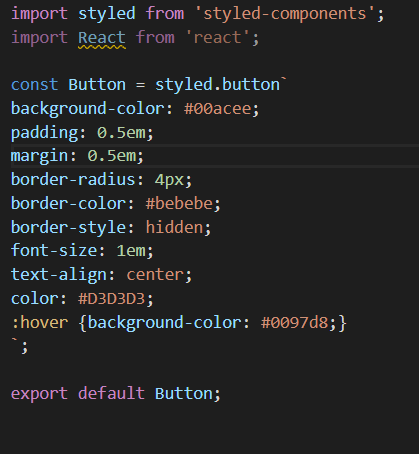 import styled from 'styled-components';
import React from 'react';
const Button = styled.button`
background-color: #00acee;
padding: 0.5em;
margin: 0.5em;
border-radius: 4px;
border-color: #bebebe;
border-style: hidden;
font-size: 1em;
text-align: center;
color: #D3D3D3;
:hover {background-color: #0097d8;}
`;
export default Button;